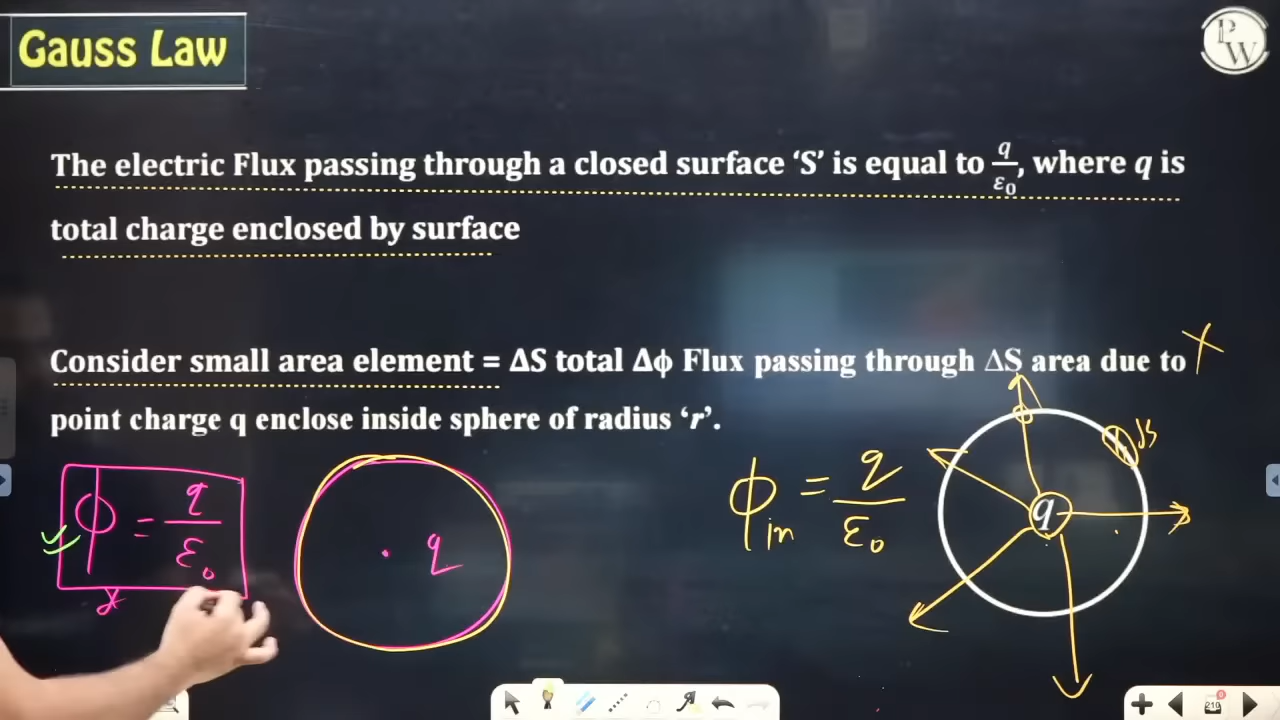 Gauss Law
PW
The electric Flux passing through a closed surface ‘S’ is equal to q/ε₀, where q is
total charge enclosed by surface
Consider small area element = ΔS total Δϕ Flux passing through ΔS area due to
point charge q enclose inside sphere of radius ‘r’.
ϕ = q/ε₀
q
ϕin = q/ε₀
q
210